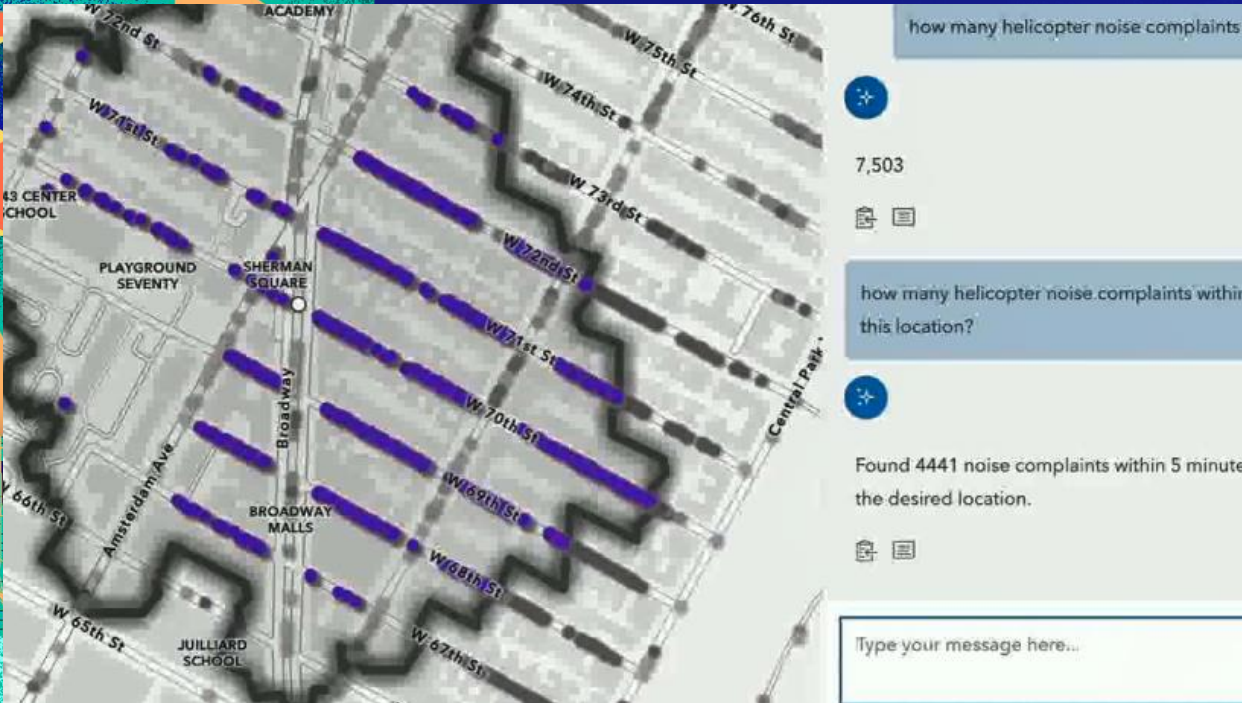 ACADEMY
W 72nd St
W 76th St
W 75th St
W 74th St
W 71st St
W 73rd St
43 CENTER
SCHOOL
W 72nd St
PLAYGROUND
SEVENTY
SHERMAN
SQUARE
W 71st St
Central Park
Broadway
W 70th St
Amsterdam Ave
W 69th St
66th St
BROADWAY
MALLS
W 68th St
W 65th St
JUILLIARD
SCHOOL
W 67th St
how many helicopter noise complaints
7,503
how many helicopter noise complaints within
this location?
Found 4441 noise complaints within 5 minute
the desired location.
Type your message here...